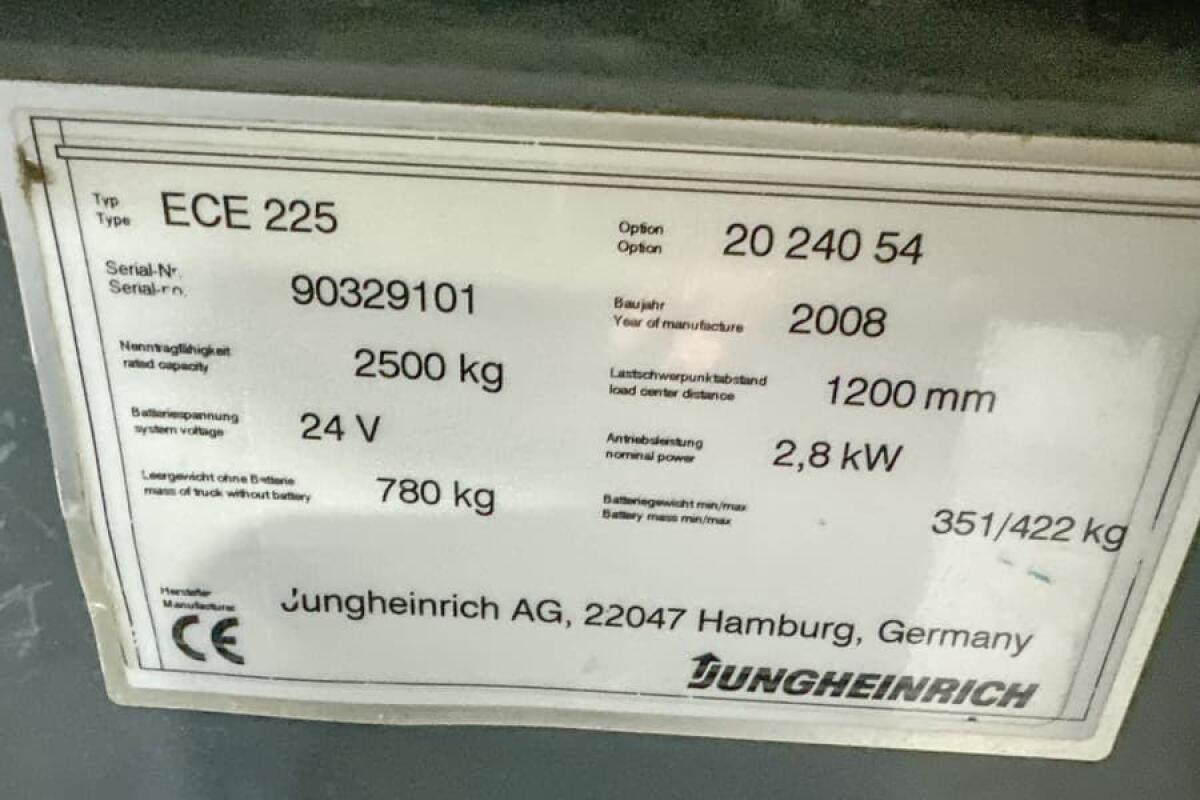 Typ
Type
ECE 225
Option
Option
20 240 54
Serial-Nr.
Serial-no.
90329101
Baujahr
Year of manufacture
2008
Nenntragfähigkeit
rated capacity
2500 kg
Lastschwerpunktabstand
load center distance
1200 mm
Batteriespannung
system voltage
24 V
Antriebsleistung
nominal power
2,8 kW
Leergewicht ohne Batterie
mass of truck without battery
780 kg
Batteriegewicht min/max
Battery mass min/max
351/422 kg
Hersteller
Manufacturer
Jungheinrich AG, 22047 Hamburg, Germany
CE
JUNGHEINRICH